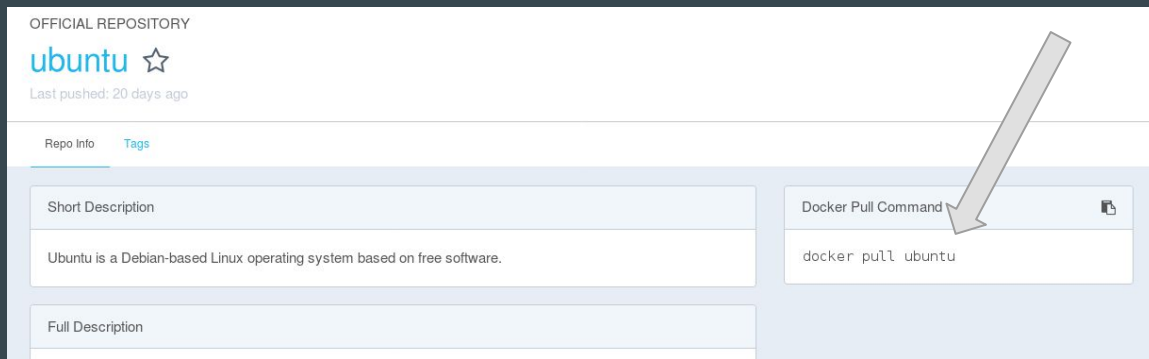 OFFICIAL REPOSITORY
ubuntu
Last pushed: 20 days ago
Repo Info
Tags
Short Description
Ubuntu is a Debian-based Linux operating system based on free software.
Full Description
Docker Pull Command
docker pull ubuntu